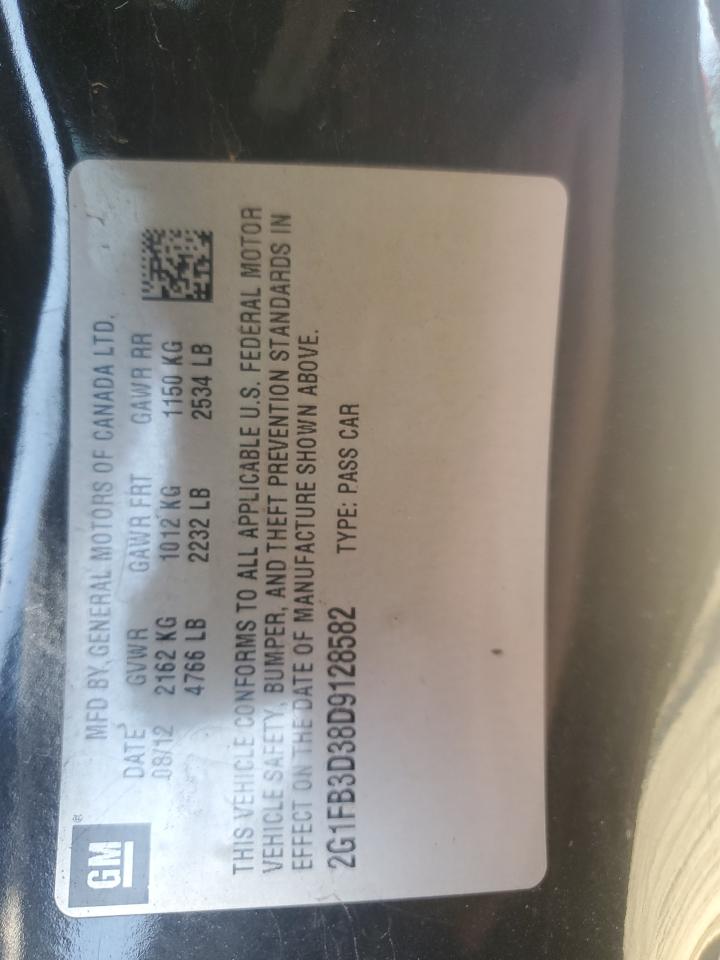 GM®
MFD BY GENERAL MOTORS OF CANADA LTD.
DATE GVWR GAWR FRT GAWR RR
08/12 2162 KG 1012 KG 1150 KG
4766 LB 2232 LB 2534 LB
THIS VEHICLE CONFORMS TO ALL APPLICABLE U.S. FEDERAL MOTOR
VEHICLE SAFETY, BUMPER, AND THEFT PREVENTION STANDARDS IN
EFFECT ON THE DATE OF MANUFACTURE SHOWN ABOVE.
2G1FB3D38D9128582 TYPE: PASS CAR